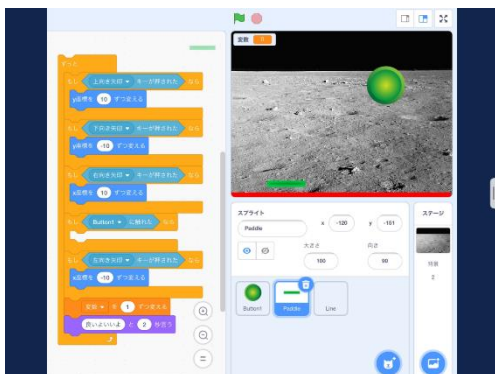 ずっと
もし 上向き矢印 キーが押された なら
y座標を 10 ずつ変える
もし 下向き矢印 キーが押された なら
y座標を -10 ずつ変える
もし 右向き矢印 キーが押された なら
x座標を 10 ずつ変える
もし Button1 に触れた なら
もし 左向き矢印 キーが押された なら
x座標を -10 ずつ変える
変数 を 1 ずつ変える
良いよいいよ と 2 秒言う
変数
スプライト
Paddle
x -120 y -161
大きさ
向き
100
90
Button1
Paddle
Line
ステージ
背景
2